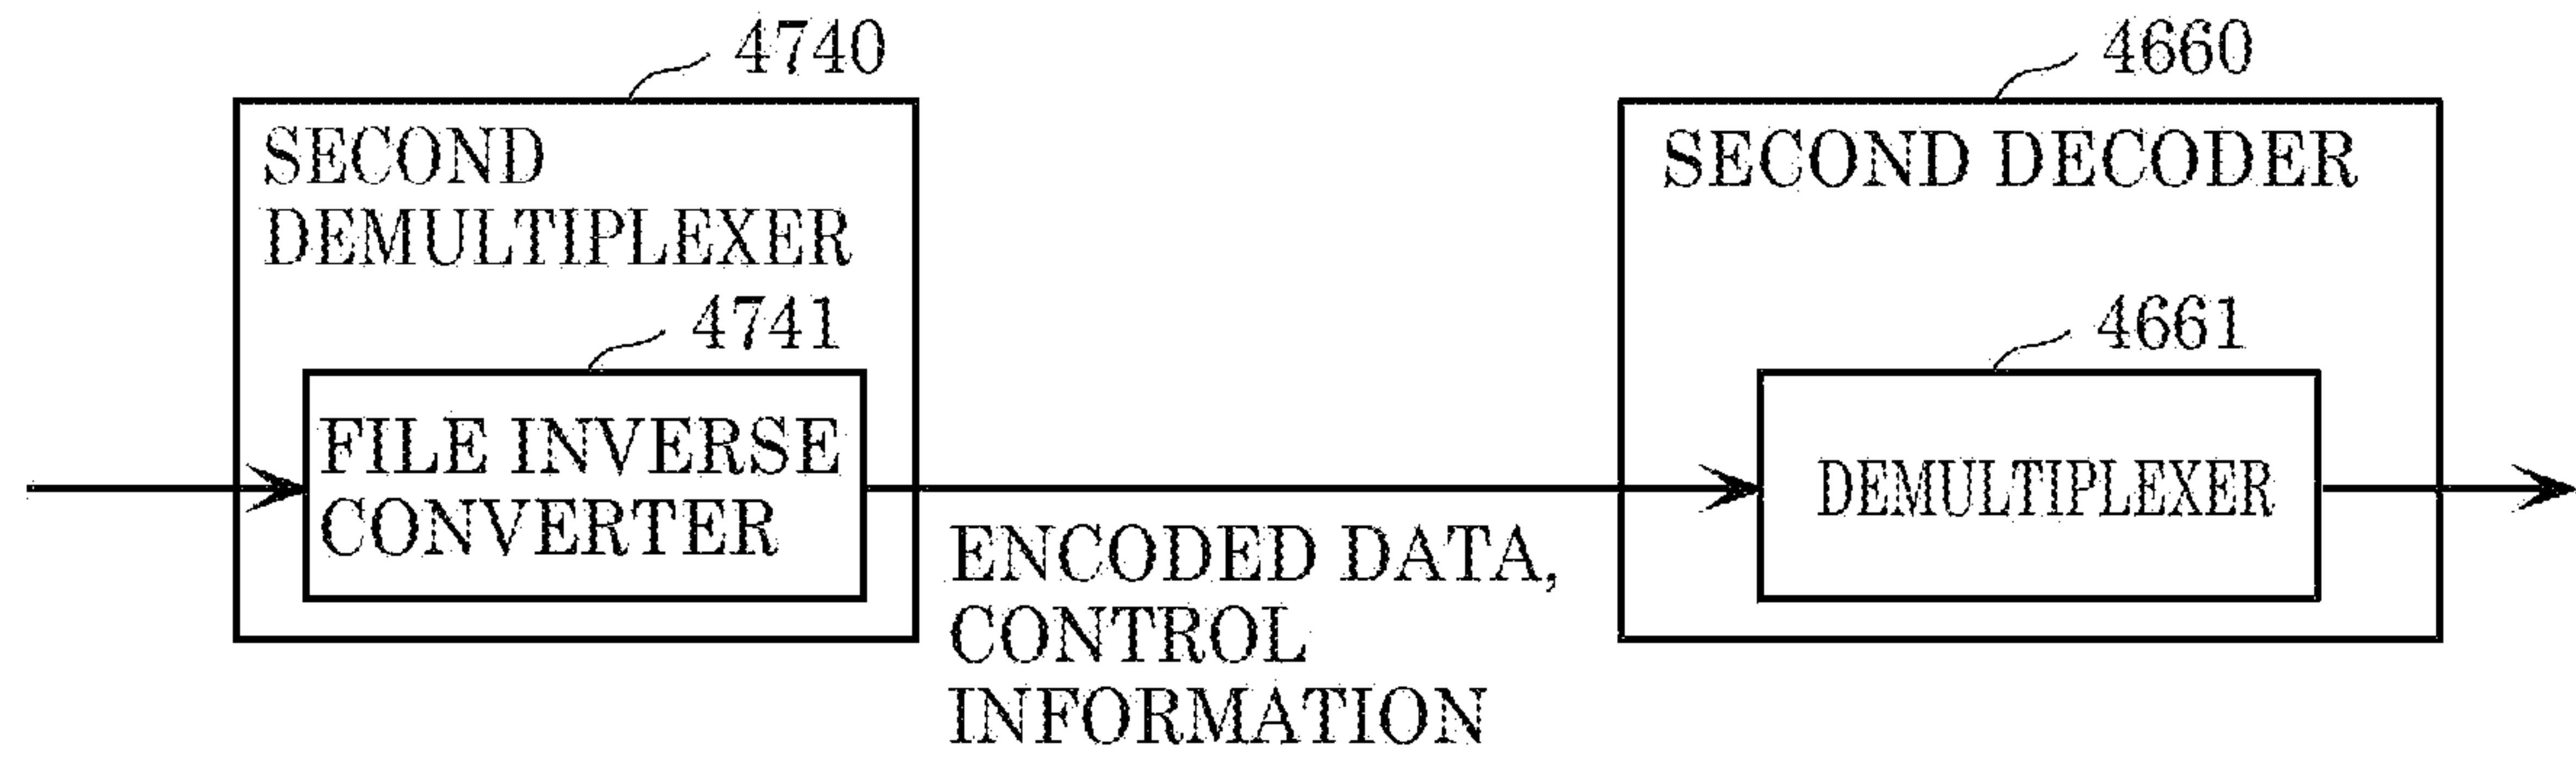 4740
SECOND
DEMULTIPLEXER
4741
FILE INVERSE
CONVERTER
ENCODED DATA,
CONTROL
INFORMATION
4660
SECOND DECODER
4661
DEMULTIPLEXER